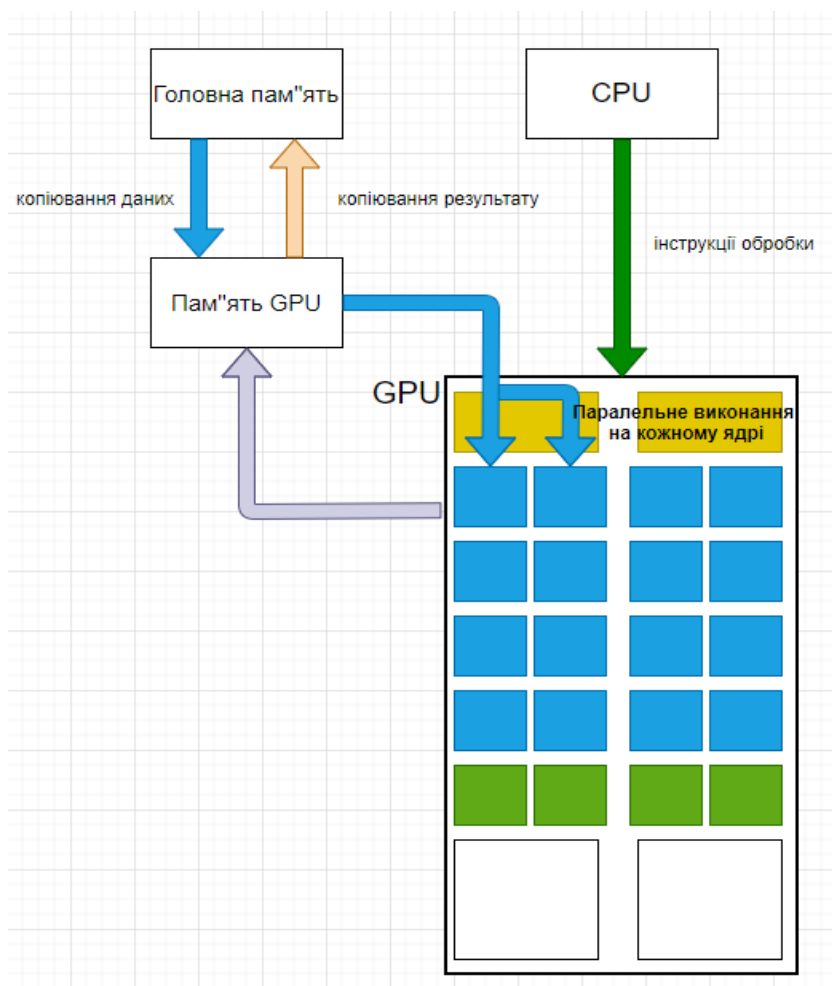 Головна пам"ять
CPU
копіювання даних
копіювання результату
інструкції обробки
Пам"ять GPU
GPU
Паралельне виконання
на кожному ядрі